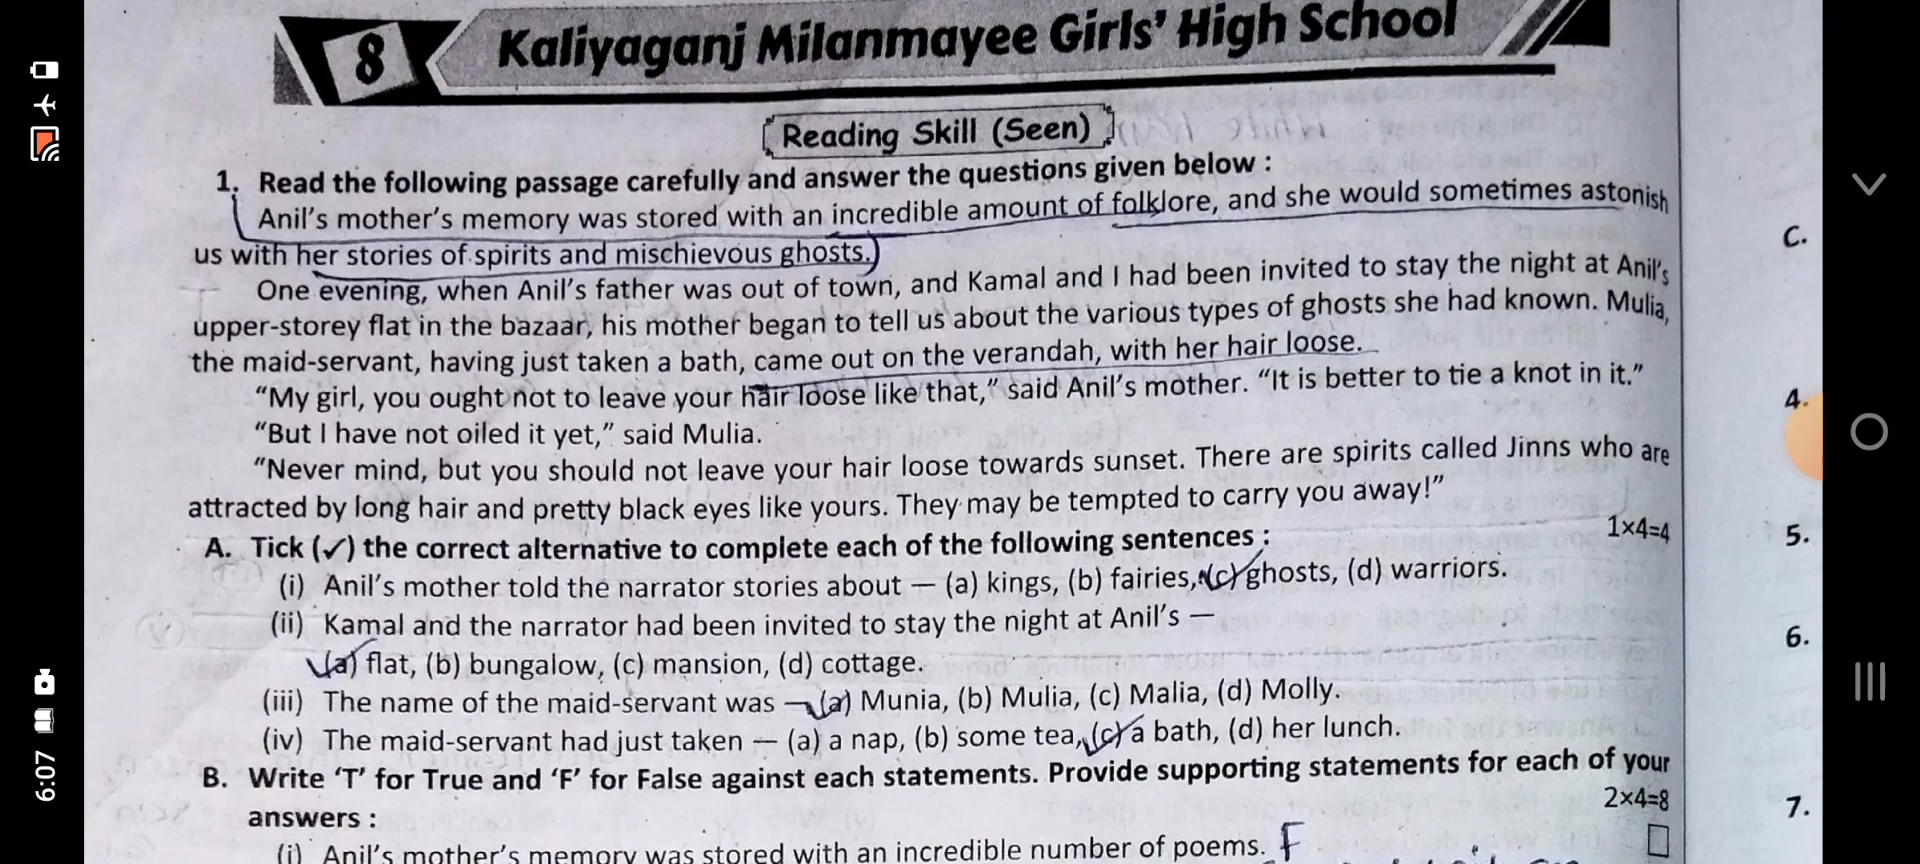 8 Kaliyaganj Milanmayee Girls' High School
Reading Skill (Seen)
1. Read the following passage carefully and answer the questions given below :
Anil's mother's memory was stored with an incredible amount of folklore, and she would sometimes astonish
us with her stories of spirits and mischievous ghosts.
One evening, when Anil's father was out of town, and Kamal and I had been invited to stay the night at Anil's
upper-storey flat in the bazaar, his mother began to tell us about the various types of ghosts she had known. Mulia,
the maid-servant, having just taken a bath, came out on the verandah, with her hair loose.
"My girl, you ought not to leave your hair loose like that," said Anil's mother. "It is better to tie a knot in it."
"But I have not oiled it yet," said Mulia.
"Never mind, but you should not leave your hair loose towards sunset. There are spirits called Jinns who are
attracted by long hair and pretty black eyes like yours. They may be tempted to carry you away!"
A. Tick (✓) the correct alternative to complete each of the following sentences : 1×4=4
(i) Anil's mother told the narrator stories about — (a) kings, (b) fairies, (c) ghosts, (d) warriors.
(ii) Kamal and the narrator had been invited to stay the night at Anil's —
(a) flat, (b) bungalow, (c) mansion, (d) cottage.
(iii) The name of the maid-servant was — (a) Munia, (b) Mulia, (c) Malia, (d) Molly.
(iv) The maid-servant had just taken — (a) a nap, (b) some tea, (c) a bath, (d) her lunch.
B. Write 'T' for True and 'F' for False against each statements. Provide supporting statements for each of your
answers : 2×4=8
(i) Anil's mother's memory was stored with an incredible number of poems. F
C.
4.
5.
6.
7.
6:07